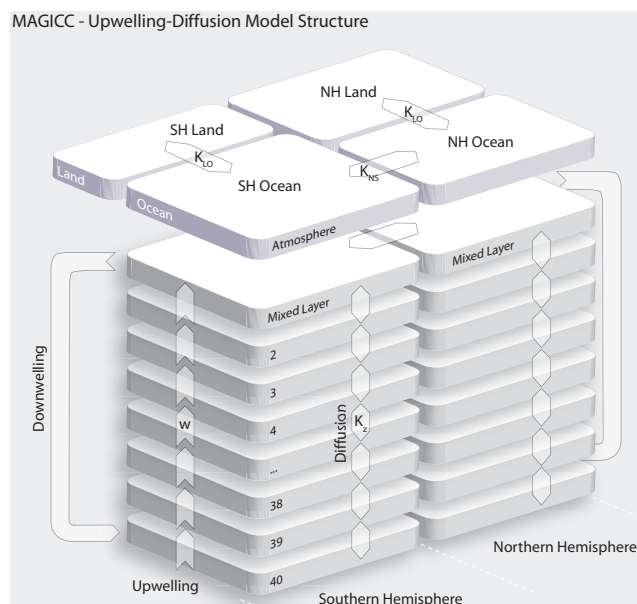 MAGICC - Upwelling-Diffusion Model Structure
NH Land
K_LO
SH Land
NH Ocean
K_LO
K_NS
Land
SH Ocean
Ocean
Atmosphere
Mixed Layer
Mixed Layer
2
3
4
...
38
39
40
w
K_z
Diffusion
Downwelling
Upwelling
Northern Hemisphere
Southern Hemisphere